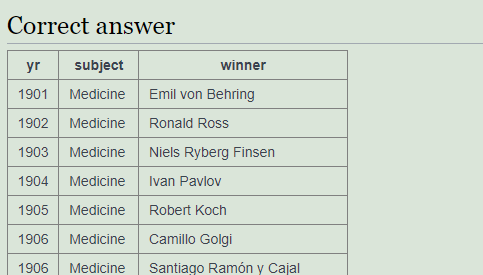 Correct answer
yr subject winner
1901 Medicine Emil von Behring
1902 Medicine Ronald Ross
1903 Medicine Niels Ryberg Finsen
1904 Medicine Ivan Pavlov
1905 Medicine Robert Koch
1906 Medicine Camillo Golgi
1906 Medicine Santiago Ramón y Cajal